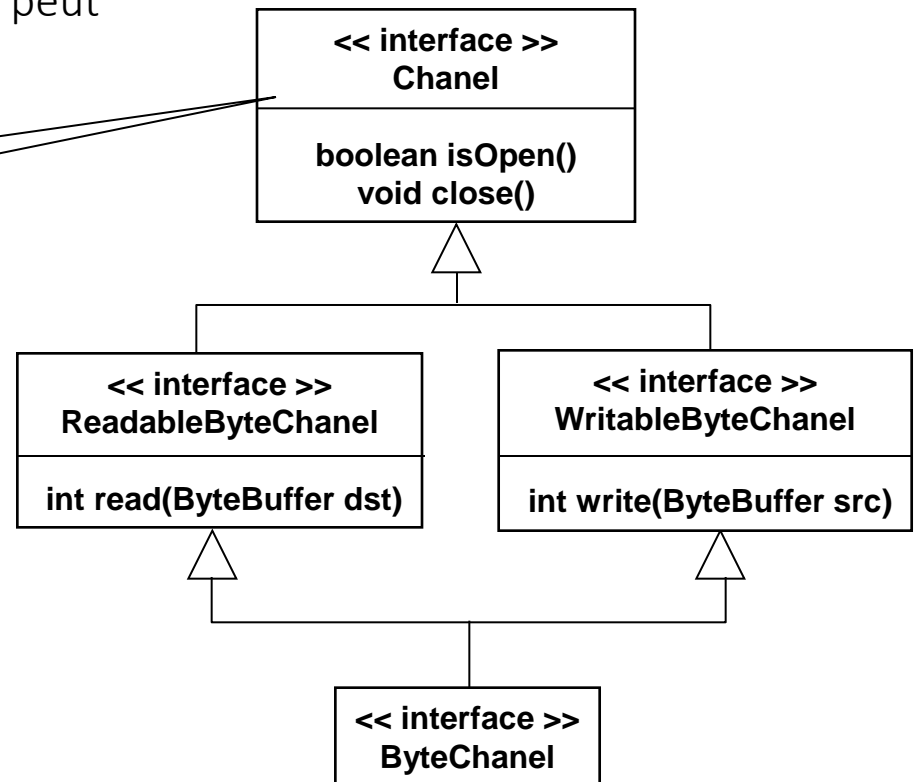 peut
<< interface >>
Chanel
boolean isOpen()
void close()
<< interface >>
ReadableByteChanel
int read(ByteBuffer dst)
<< interface >>
WritableByteChanel
int write(ByteBuffer src)
<< interface >>
ByteChanel